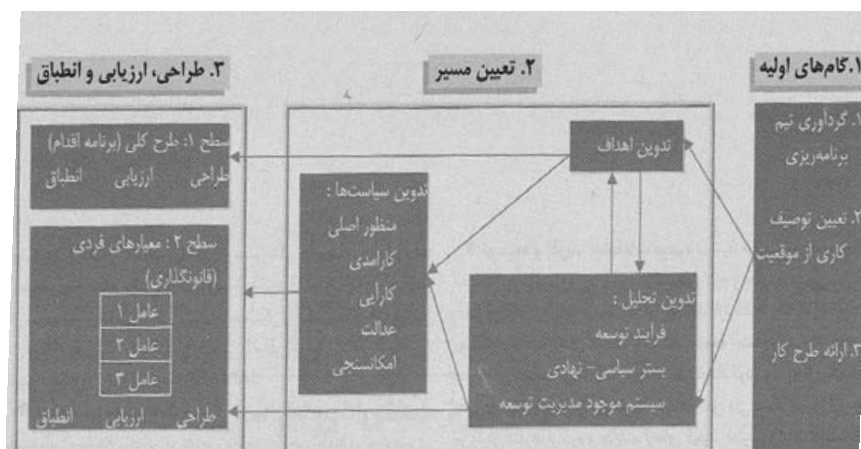 ۱.گام‌های اولیه
۱. گردآوری تیم
برنامه‌ریزی
۲. تعیین توصیف
کاری از موقعیت
۳. ارائه طرح کار
۲. تعیین مسیر
تدوین اهداف
تدوین تحلیل :
فرآیند توسعه
بستر سیاسی- نهادی
سیستم موجود مدیریت توسعه
تدوین سیاست‌ها :
منظور اصلی
کارامدی
کارآیی
عدالت
امکانسنجی
۳. طراحی، ارزیابی و انطباق
سطح ۱: طرح کلی (برنامه اقدام)
طراحی ارزیابی انطباق
سطح ۲ : معیارهای فردی
(قانونگذاری)
عامل ۱
عامل ۲
عامل ۳
طراحی ارزیابی انطباق